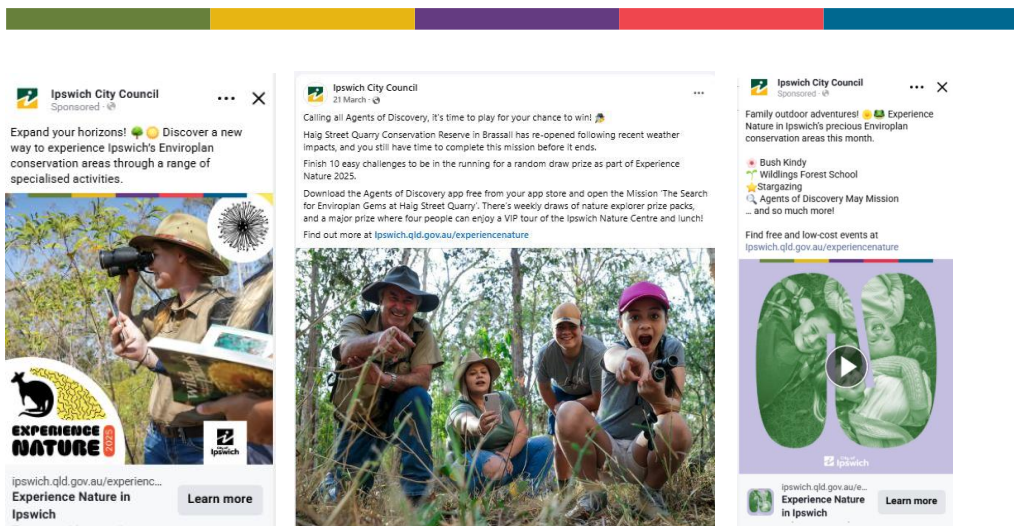 Ipswich City Council
Sponsored ·
Expand your horizons! 🌳🟡 Discover a new
way to experience Ipswich's Enviroplan
conservation areas through a range of
specialised activities.
EXPERIENCE
NATURE
2025
City of
Ipswich
ipswich.qld.gov.au/experienc...
Experience Nature in
Ipswich
Learn more
Ipswich City Council
21 March ·
Calling all Agents of Discovery, it's time to play for your chance to win!
Haig Street Quarry Conservation Reserve in Brassall has re-opened following recent weather
impacts, and you still have time to complete this mission before it ends.
Finish 10 easy challenges to be in the running for a random draw prize as part of Experience
Nature 2025.
Download the Agents of Discovery app free from your app store and open the Mission 'The Search
for Enviroplan Gems at Haig Street Quarry'. There's weekly draws of nature explorer prize packs,
and a major prize where four people can enjoy a VIP tour of the Ipswich Nature Centre and lunch!
Find out more at Ipswich.qld.gov.au/experiencenature
Ipswich City Council
Sponsored ·
Family outdoor adventures! 🌞🐸 Experience
Nature in Ipswich's precious Enviroplan
conservation areas this month.
🌺 Bush Kindy
🌱 Wildlings Forest School
⭐Stargazing
🔍 Agents of Discovery May Mission
... and so much more!
Find free and low-cost events at
Ipswich.qld.gov.au/experiencenature
City of
Ipswich
ipswich.qld.gov.au/e...
Experience Nature
in Ipswich
Learn more